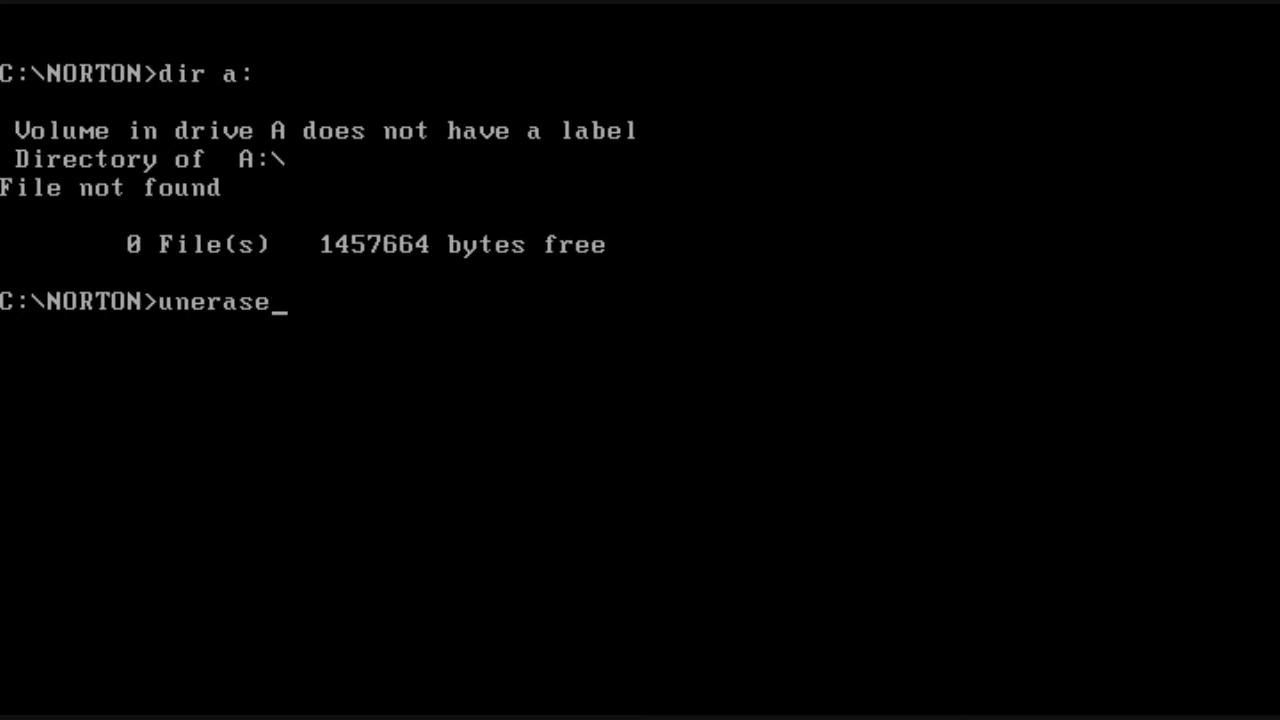 C:\NORTON>dir a:
Volume in drive A does not have a label
Directory of  A:\
File not found
0 File(s)   1457664 bytes free
C:\NORTON>unerase_